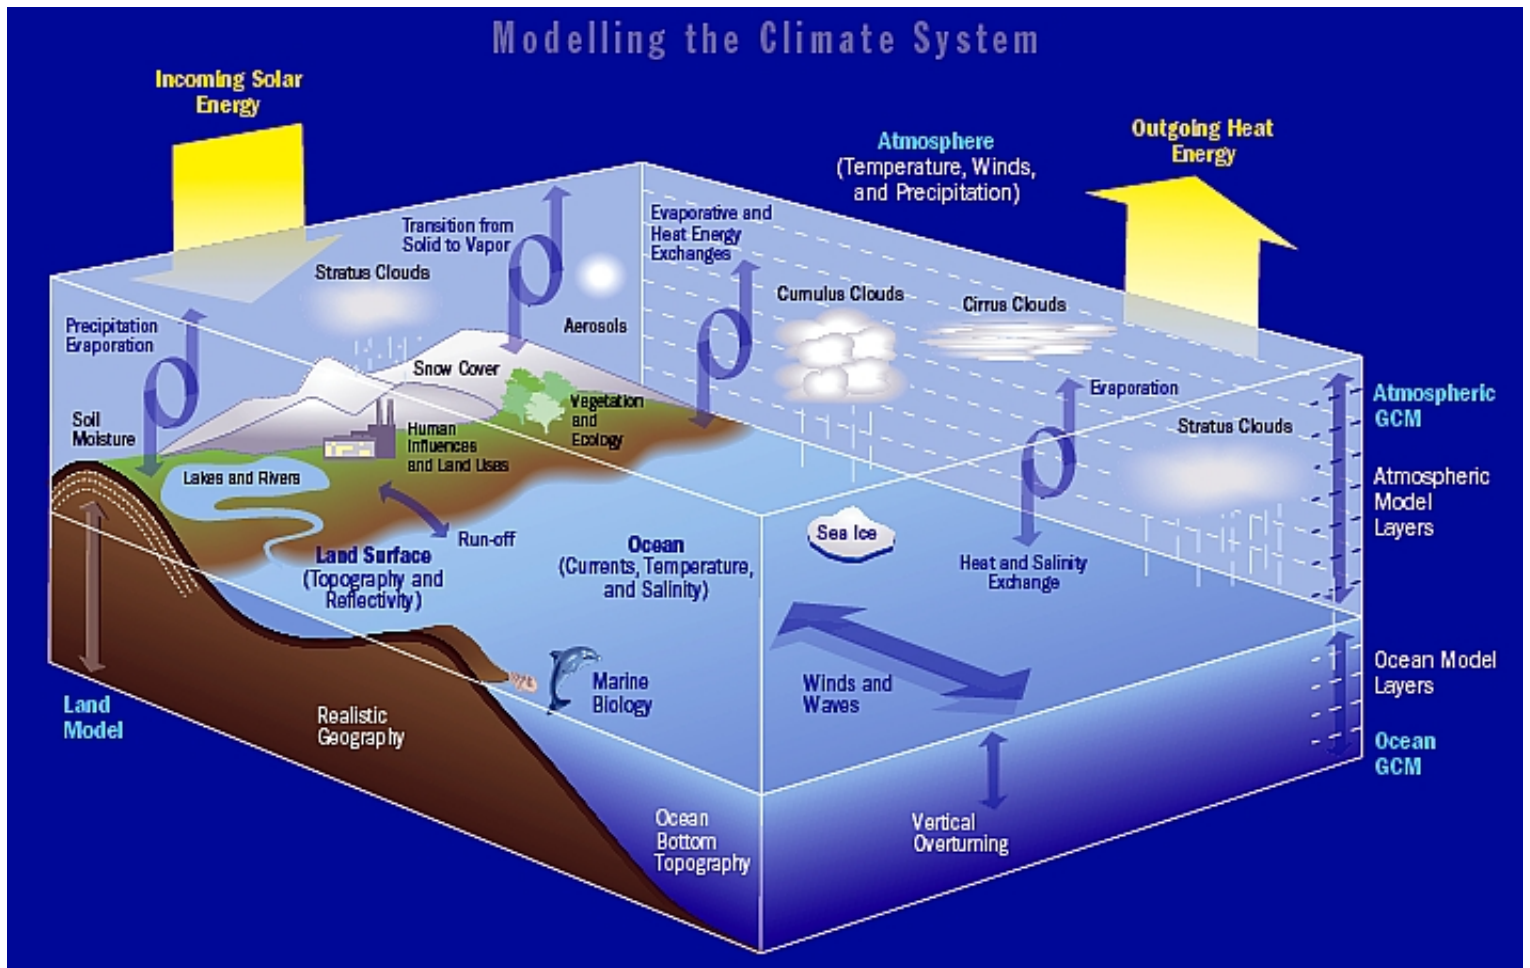 Modelling the Climate System
Incoming Solar
Energy
Atmosphere
(Temperature, Winds,
and Precipitation)
Outgoing Heat
Energy
Transition from
Solid to Vapor
Evaporative and
Heat Energy
Exchanges
Stratus Clouds
Cumulus Clouds
Cirrus Clouds
Precipitation
Evaporation
Aerosols
Snow Cover
Evaporation
Atmospheric
GCM
Soil
Moisture
Vegetation
and
Ecology
Human
Influences
and Land Uses
Stratus Clouds
Lakes and Rivers
Atmospheric
Model
Layers
Run-off
Sea Ice
Land Surface
(Topography and
Reflectivity)
Ocean
(Currents, Temperature,
and Salinity)
Heat and Salinity
Exchange
Marine
Biology
Winds and
Waves
Ocean Model
Layers
Land
Model
Realistic
Geography
Ocean
GCM
Ocean
Bottom
Topography
Vertical
Overturning